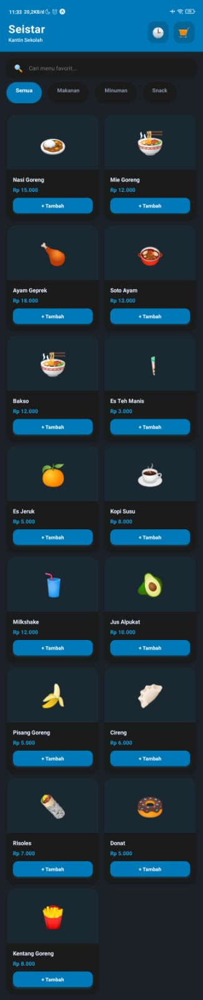 11:33 20,2KB/d
Seistar
Kantin Sekolah
Cari menu favorit...
Semua Makanan Minuman Snack
Nasi Goreng
Rp 15.000
+ Tambah
Mie Goreng
Rp 12.000
+ Tambah
Ayam Geprek
Rp 18.000
+ Tambah
Soto Ayam
Rp 13.000
+ Tambah
Bakso
Rp 12.000
+ Tambah
Es Teh Manis
Rp 3.000
+ Tambah
Es Jeruk
Rp 5.000
+ Tambah
Kopi Susu
Rp 8.000
+ Tambah
Milkshake
Rp 12.000
+ Tambah
Jus Alpukat
Rp 10.000
+ Tambah
Pisang Goreng
Rp 5.000
+ Tambah
Cireng
Rp 6.000
+ Tambah
Risoles
Rp 7.000
+ Tambah
Donat
Rp 5.000
+ Tambah
Kentang Goreng
Rp 8.000
+ Tambah